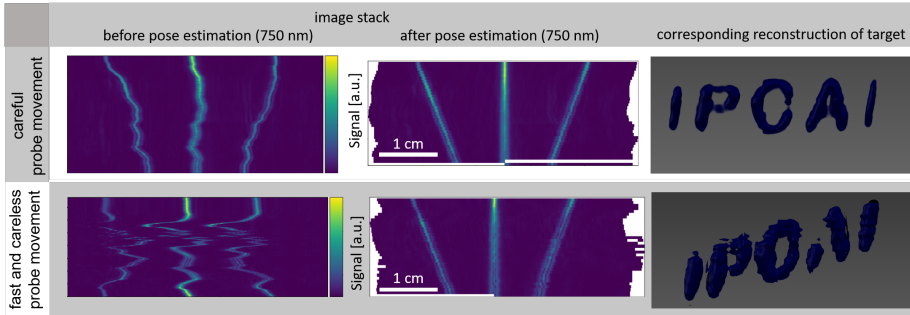 image stack
before pose estimation (750 nm)
after pose estimation (750 nm)
corresponding reconstruction of target
careful
probe movement
Signal [a.u.]
1 cm
IPCAI
fast and careless
probe movement
Signal [a.u.]
1 cm